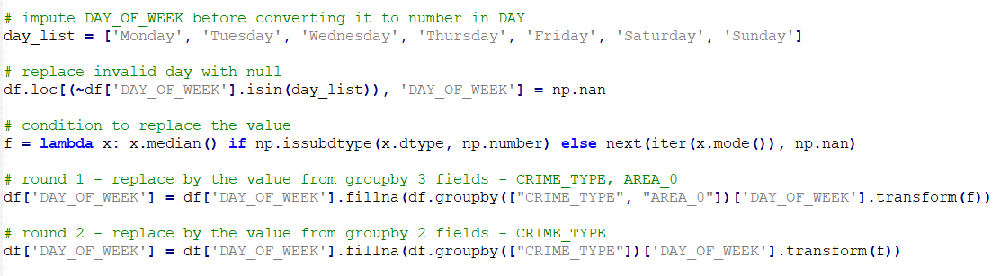 # impute DAY_OF_WEEK before converting it to number in DAY
day_list = ['Monday', 'Tuesday', 'Wednesday', 'Thursday', 'Friday', 'Saturday', 'Sunday']
# replace invalid day with null
df.loc[(~df['DAY_OF_WEEK'].isin(day_list)), 'DAY_OF_WEEK'] = np.nan
# condition to replace the value
f = lambda x: x.median() if np.issubdtype(x.dtype, np.number) else next(iter(x.mode()), np.nan)
# round 1 - replace by the value from groupby 3 fields - CRIME_TYPE, AREA_0
df['DAY_OF_WEEK'] = df['DAY_OF_WEEK'].fillna(df.groupby(["CRIME_TYPE", "AREA_0"])['DAY_OF_WEEK'].transform(f))
# round 2 - replace by the value from groupby 2 fields - CRIME_TYPE
df['DAY_OF_WEEK'] = df['DAY_OF_WEEK'].fillna(df.groupby(["CRIME_TYPE"])['DAY_OF_WEEK'].transform(f))